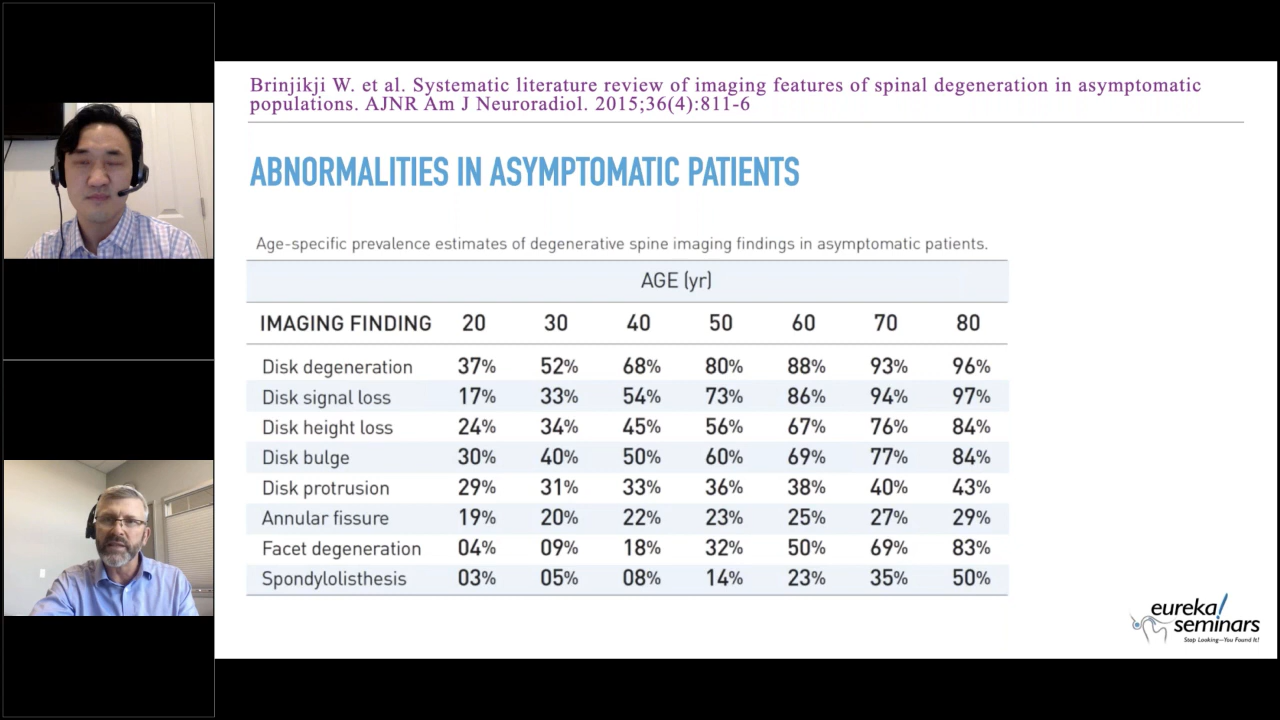 Brinjikji W. et al. Systematic literature review of imaging features of spinal degeneration in asymptomatic
populations. AJNR Am J Neuroradiol. 2015;36(4):811-6
ABNORMALITIES IN ASYMPTOMATIC PATIENTS
Age-specific prevalence estimates of degenerative spine imaging findings in asymptomatic patients.
AGE (yr)
IMAGING FINDING 20 30 40 50 60 70 80
Disk degeneration 37% 52% 68% 80% 88% 93% 96%
Disk signal loss 17% 33% 54% 73% 86% 94% 97%
Disk height loss 24% 34% 45% 56% 67% 76% 84%
Disk bulge 30% 40% 50% 60% 69% 77% 84%
Disk protrusion 29% 31% 33% 36% 38% 40% 43%
Annular fissure 19% 20% 22% 23% 25% 27% 29%
Facet degeneration 04% 09% 18% 32% 50% 69% 83%
Spondylolisthesis 03% 05% 08% 14% 23% 35% 50%
eureka!
seminars
Stop Looking—You Found It!